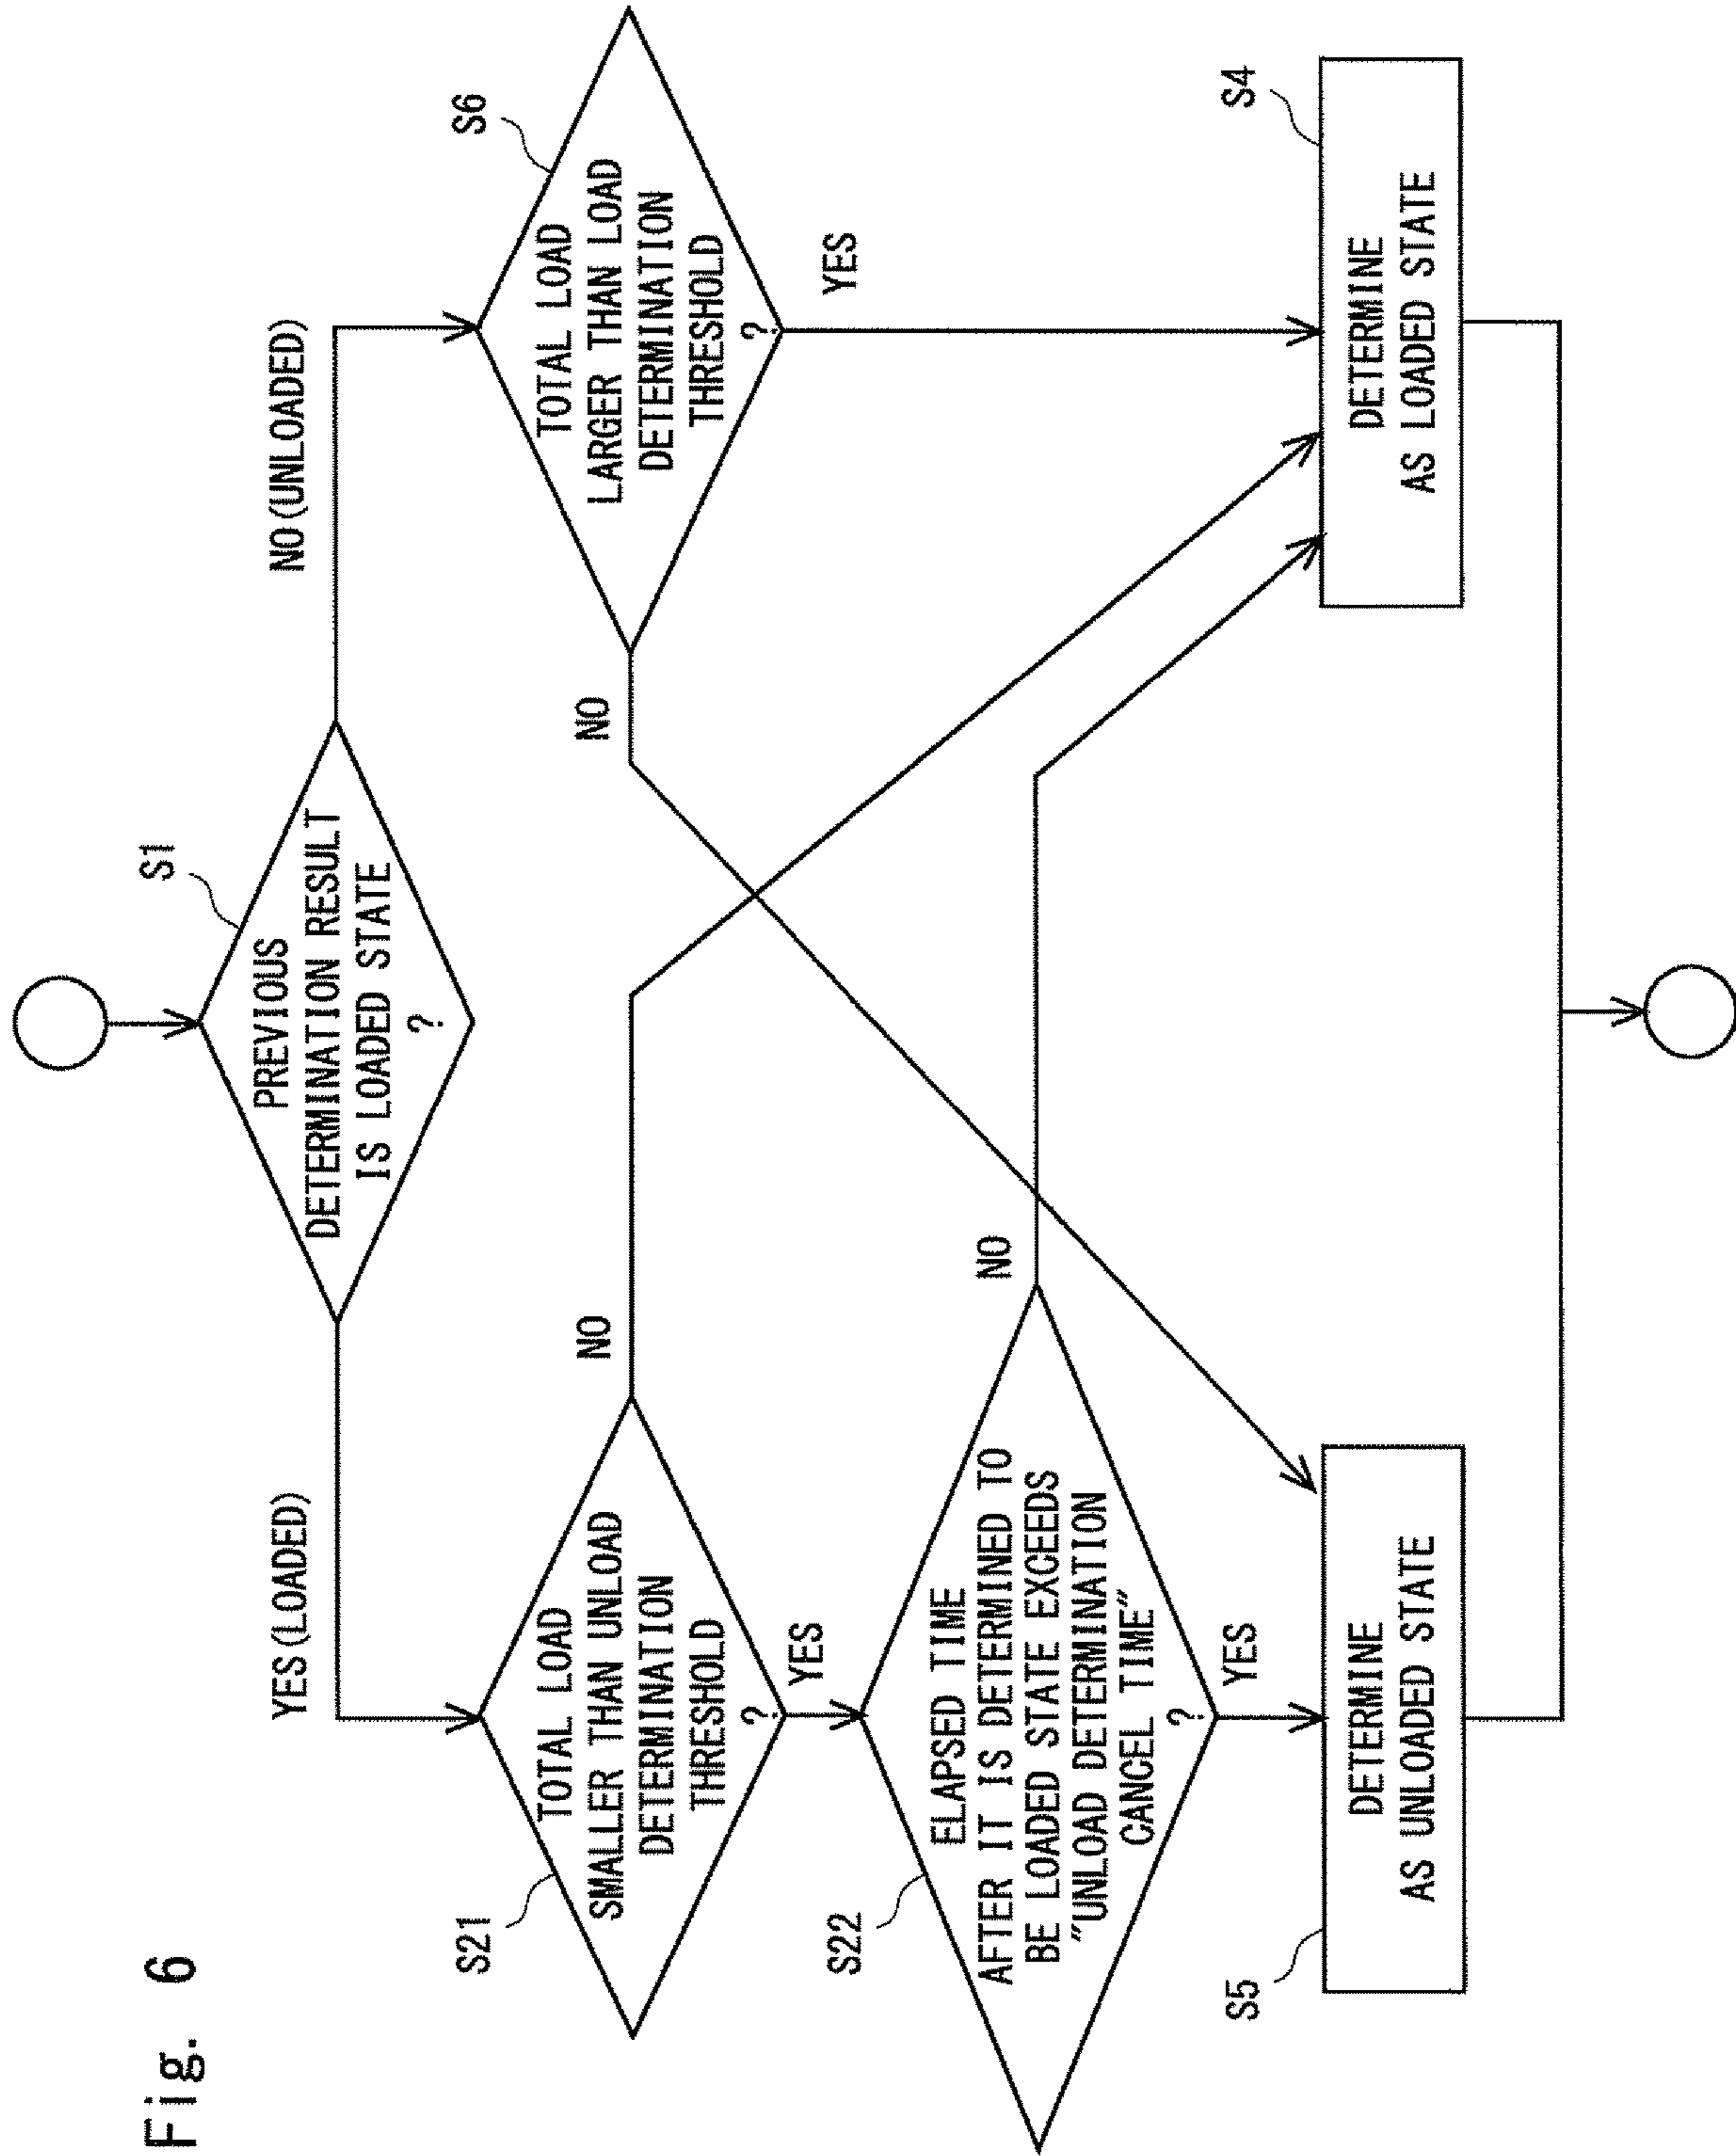 Fig. 6
S1
PREVIOUS
DETERMINATION RESULT
IS LOADED STATE
?
YES(LOADED)
NO(UNLOADED)
S21
TOTAL LOAD
SMALLER THAN UNLOAD
DETERMINATION
THRESHOLD
?
NO
YES
S6
TOTAL LOAD
LARGER THAN LOAD
DETERMINATION
THRESHOLD
?
NO
YES
S22
ELAPSED TIME
AFTER IT IS DETERMINED TO
BE LOADED STATE EXCEEDS
"UNLOAD DETERMINATION
CANCEL TIME"
?
NO
YES
S5
DETERMINE
AS UNLOADED STATE
S4
DETERMINE
AS LOADED STATE